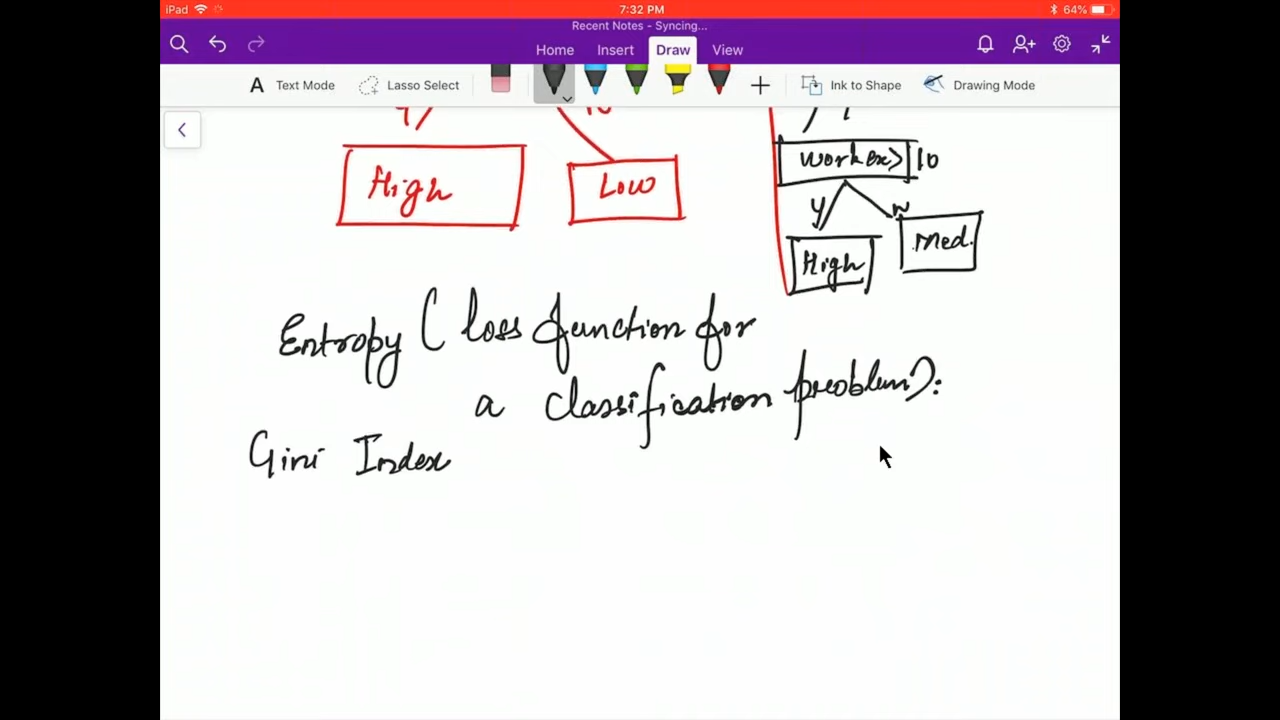 iPad 7:32 PM 64%
Recent Notes - Syncing...
Home Insert Draw View
A Text Mode Lasso Select Ink to Shape Drawing Mode
y N y
High Low
Workex> 10
y N
High Med.
Entropy ( loss function for
a classification problem).
Gini Index